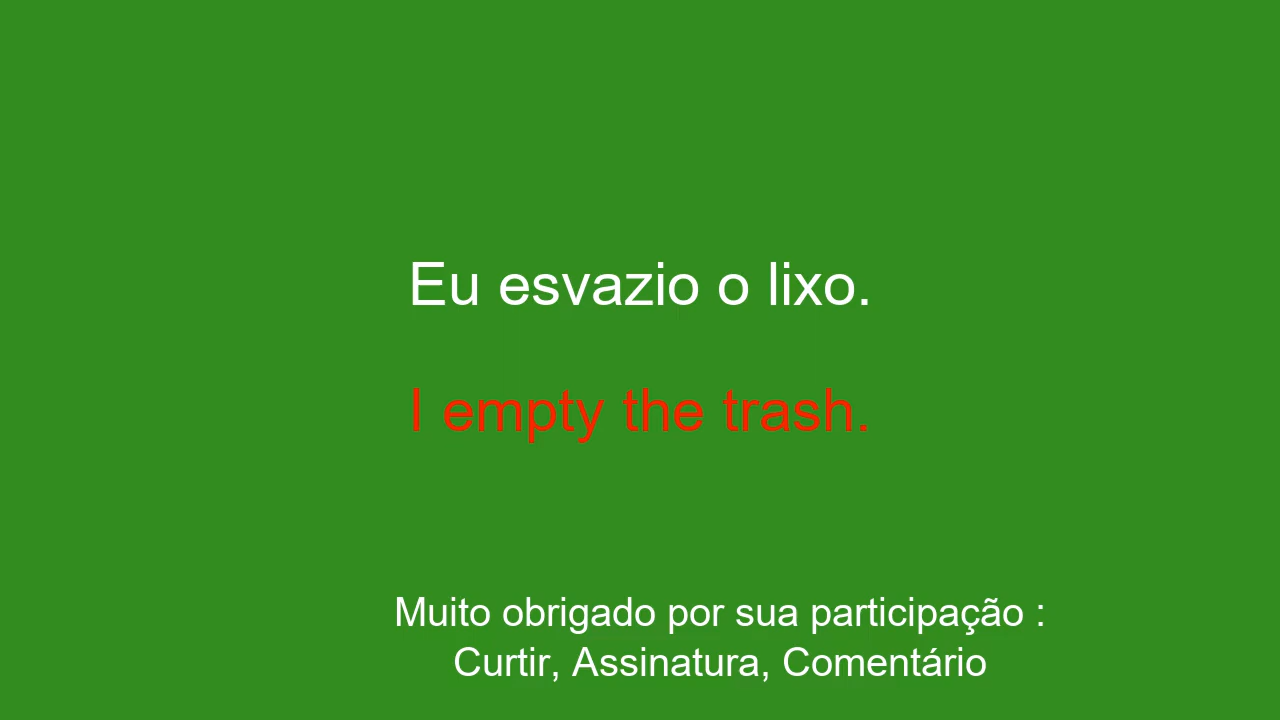 Eu esvazio o lixo.
I empty the trash.
Muito obrigado por sua participação :
Curtir, Assinatura, Comentário